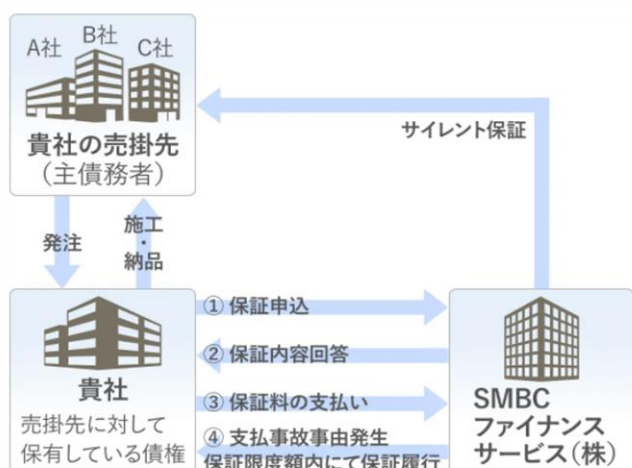 A社
B社
C社
貴社の売掛先
（主債務者）
サイレント保証
発注
施工
・
納品
① 保証申込
② 保証内容回答
③ 保証料の支払い
④ 支払事故事由発生
保証限度額内にて保証履行
貴社
売掛先に対して
保有している債権
SMBC
ファイナンス
サービス（株）